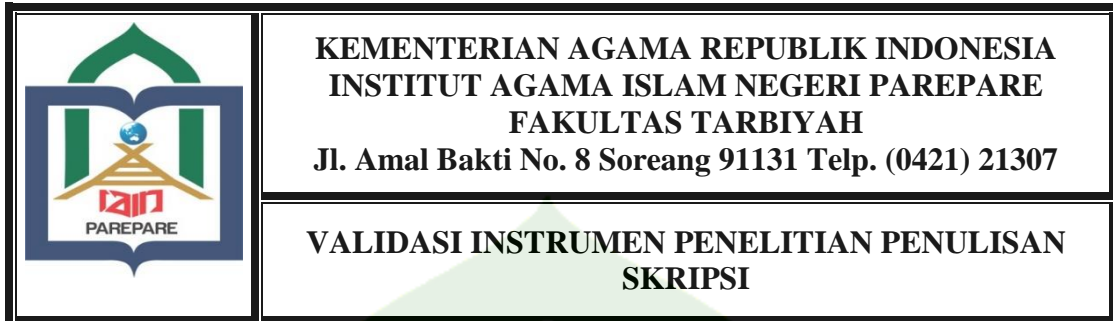 iain
PAREPARE
KEMENTERIAN AGAMA REPUBLIK INDONESIA
INSTITUT AGAMA ISLAM NEGERI PAREPARE
FAKULTAS TARBIYAH
Jl. Amal Bakti No. 8 Soreang 91131 Telp. (0421) 21307
VALIDASI INSTRUMEN PENELITIAN PENULISAN
SKRIPSI